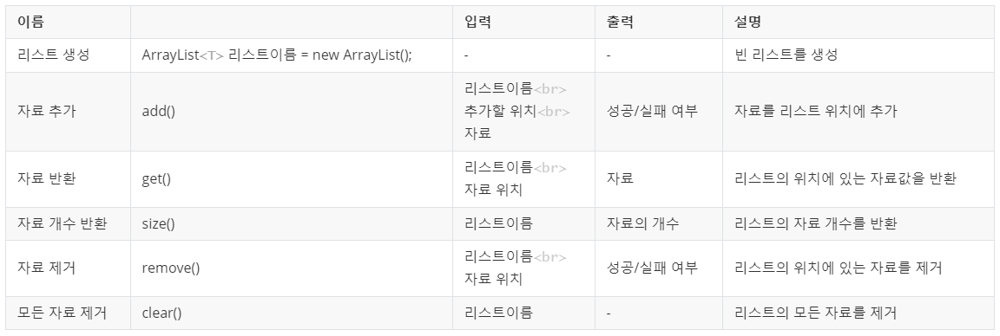 이름 입력 출력 설명
리스트 생성 ArrayList<T> 리스트이름 = new ArrayList(); - - 빈 리스트를 생성
자료 추가 add() 리스트이름<br> 추가할 위치<br> 자료 성공/실패 여부 자료를 리스트 위치에 추가
자료 반환 get() 리스트이름<br> 자료 위치 자료 리스트의 위치에 있는 자료값을 반환
자료 개수 반환 size() 리스트이름 자료의 개수 리스트의 자료 개수를 반환
자료 제거 remove() 리스트이름<br> 자료 위치 성공/실패 여부 리스트의 위치에 있는 자료를 제거
모든 자료 제거 clear() 리스트이름 - 리스트의 모든 자료를 제거